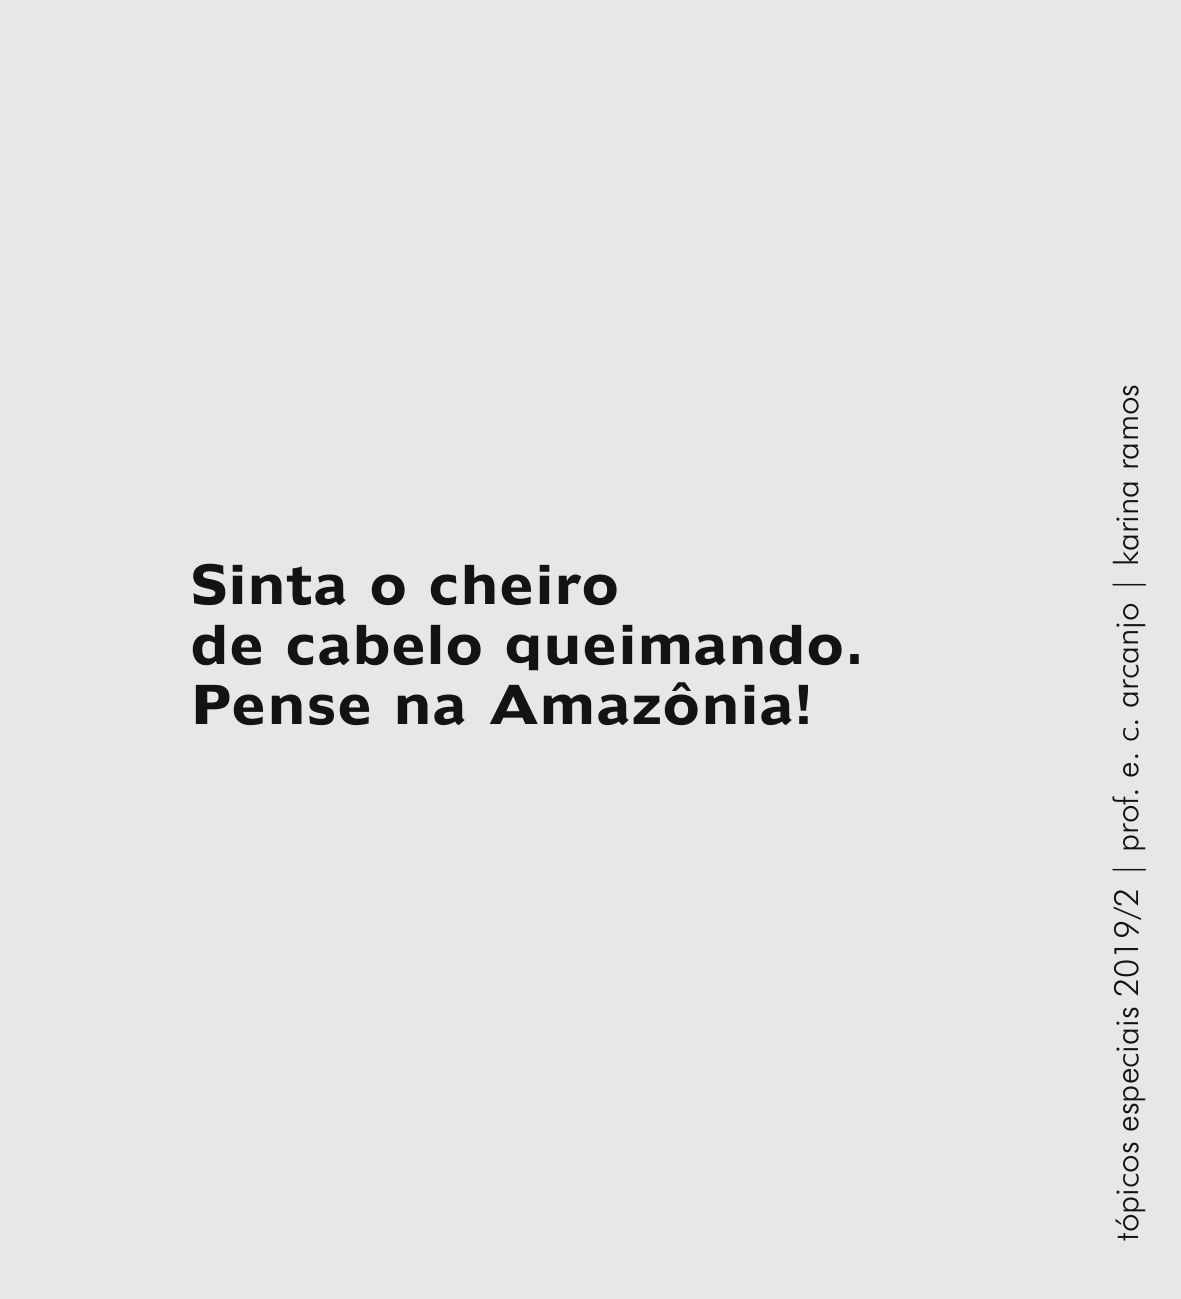 Sinta o cheiro
de cabelo queimando.
Pense na Amazônia!
tópicos especiais 2019/2 | prof. e. c. arcanjo | karina ramos